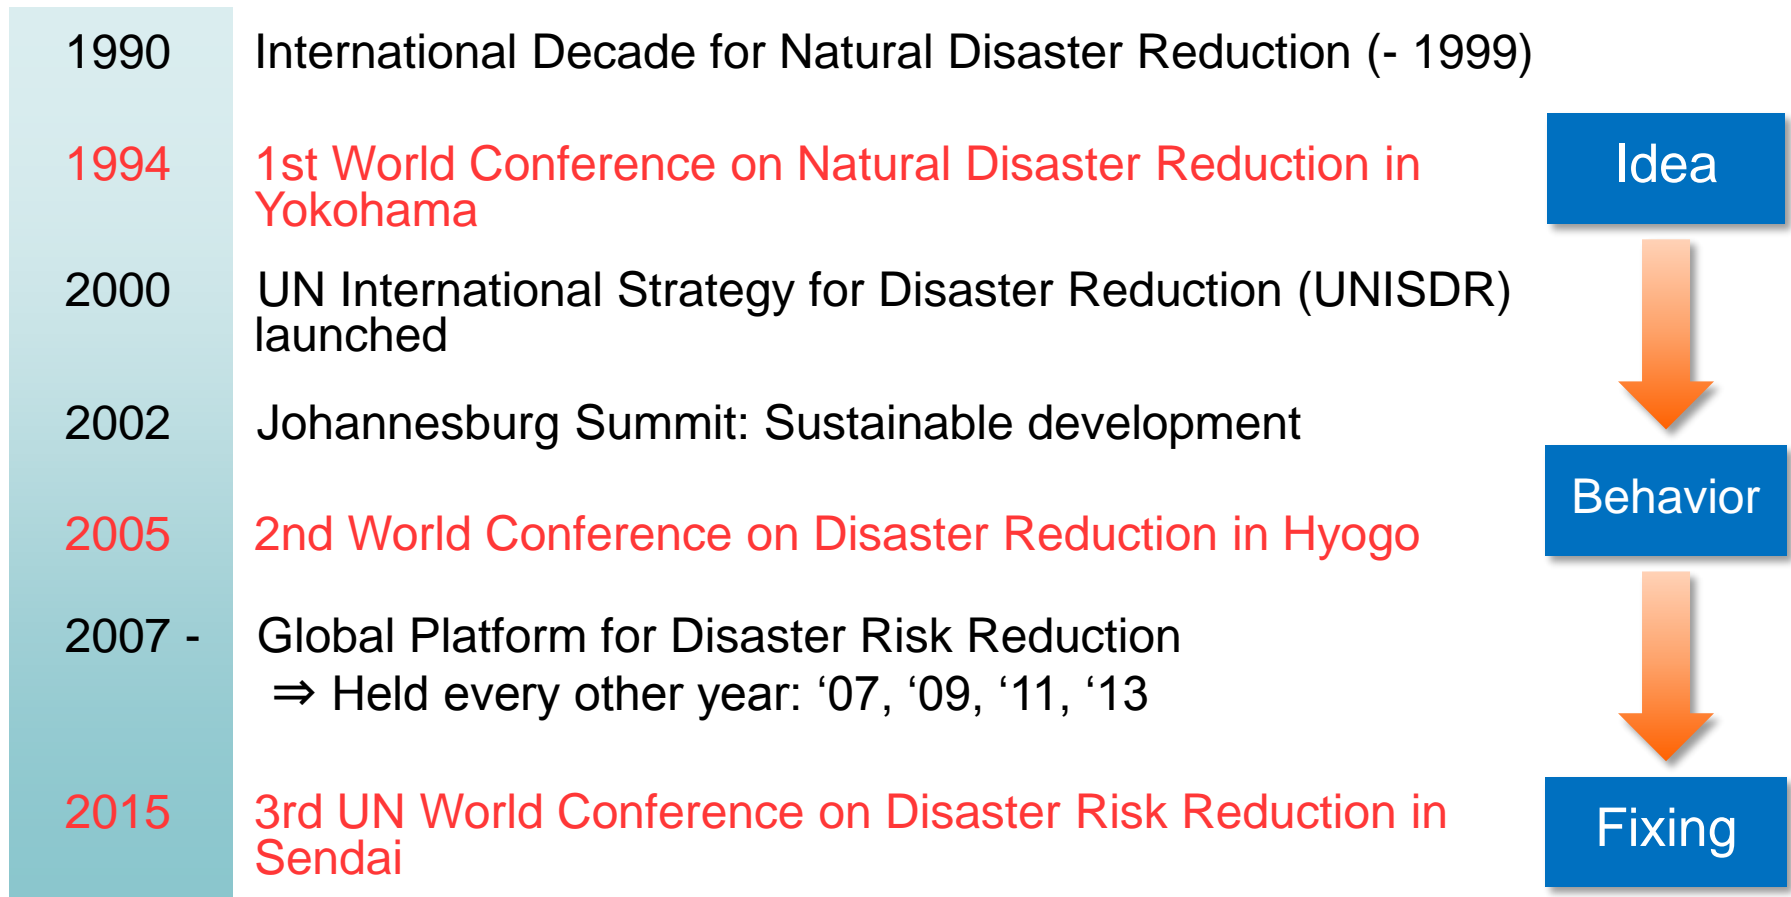 1990 International Decade for Natural Disaster Reduction (- 1999)
1994 1st World Conference on Natural Disaster Reduction in
Yokohama
Idea
2000 UN International Strategy for Disaster Reduction (UNISDR)
launched
2002 Johannesburg Summit: Sustainable development
Behavior
2005 2nd World Conference on Disaster Reduction in Hyogo
2007 - Global Platform for Disaster Risk Reduction
⇒ Held every other year: ‘07, ‘09, ‘11, ‘13
2015 3rd UN World Conference on Disaster Risk Reduction in
Sendai
Fixing